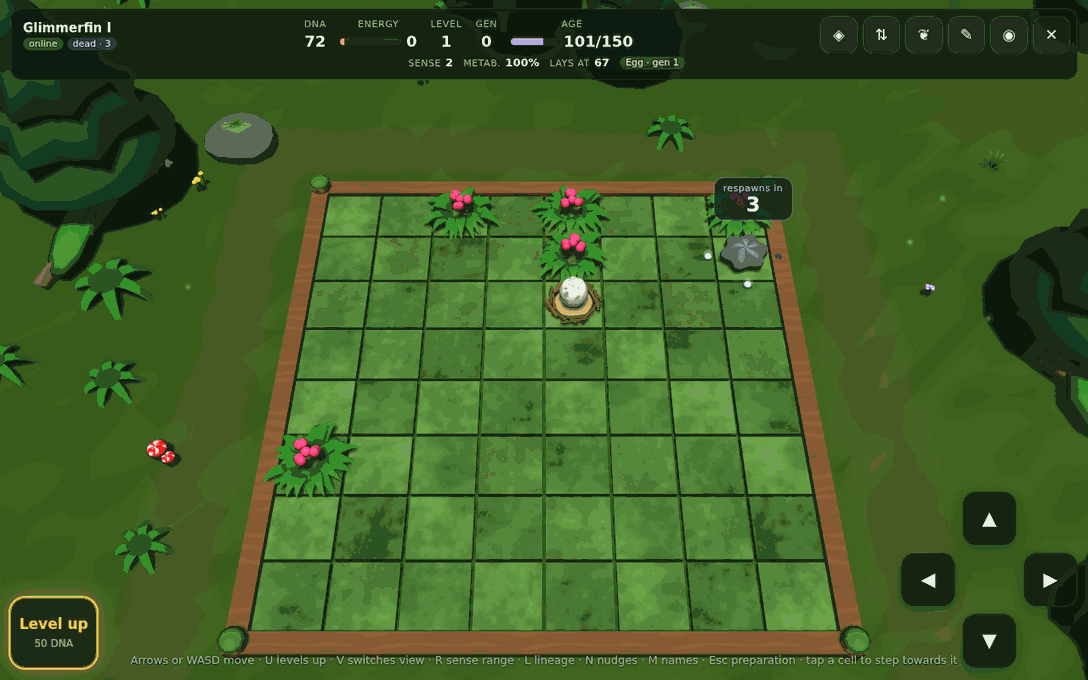 Glimmerfin I
online dead · 3
DNA ENERGY LEVEL GEN AGE
72 0 1 0 101/150
SENSE 2 METAB. 100% LAYS AT 67 Egg · gen 1
respawns in
3
Level up
50 DNA
Arrows or WASD move · U levels up · V switches view · R sense range · L lineage · N nudges · M names · Esc preparation · tap a cell to step towards it